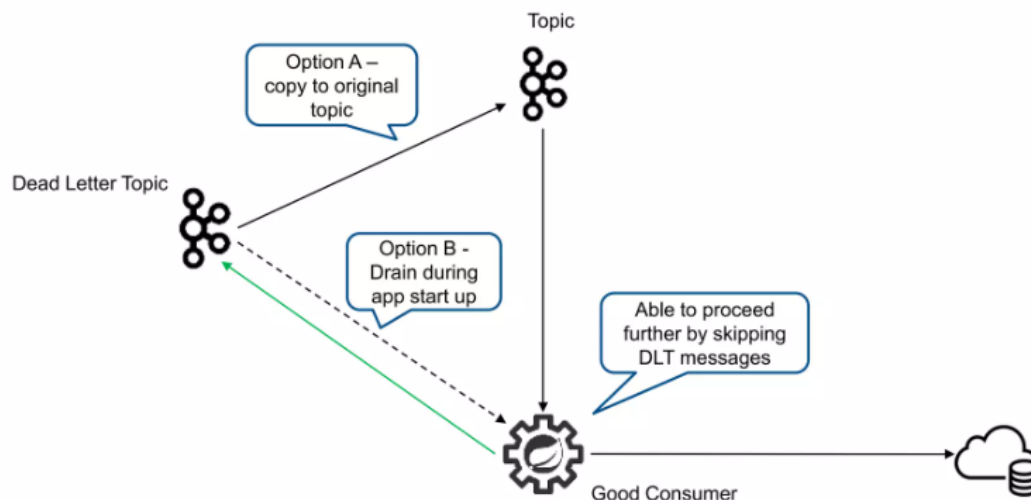 Topic
Option A –
copy to original
topic
Dead Letter Topic
Option B -
Drain during
app start up
Able to proceed
further by skipping
DLT messages
Good Consumer